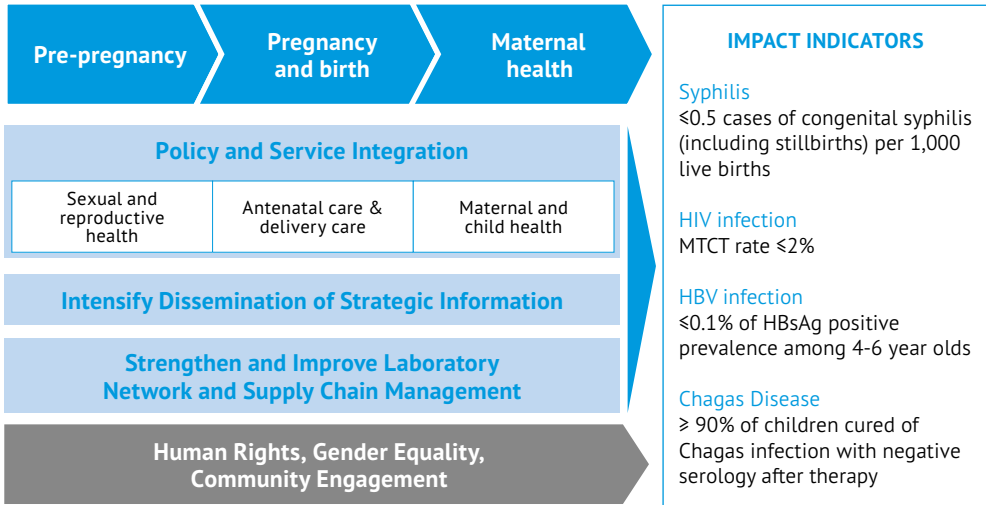 Pre-pregnancy
Pregnancy
and birth
Maternal
health
Policy and Service Integration
Sexual and
reproductive
health
Antenatal care &
delivery care
Maternal and
child health
Intensify Dissemination of Strategic Information
Strengthen and Improve Laboratory
Network and Supply Chain Management
Human Rights, Gender Equality,
Community Engagement
IMPACT INDICATORS
Syphilis
≤0.5 cases of congenital syphilis
(including stillbirths) per 1,000
live births
HIV infection
MTCT rate ≤2%
HBV infection
≤0.1% of HBsAg positive
prevalence among 4-6 year olds
Chagas Disease
≥ 90% of children cured of
Chagas infection with negative
serology after therapy